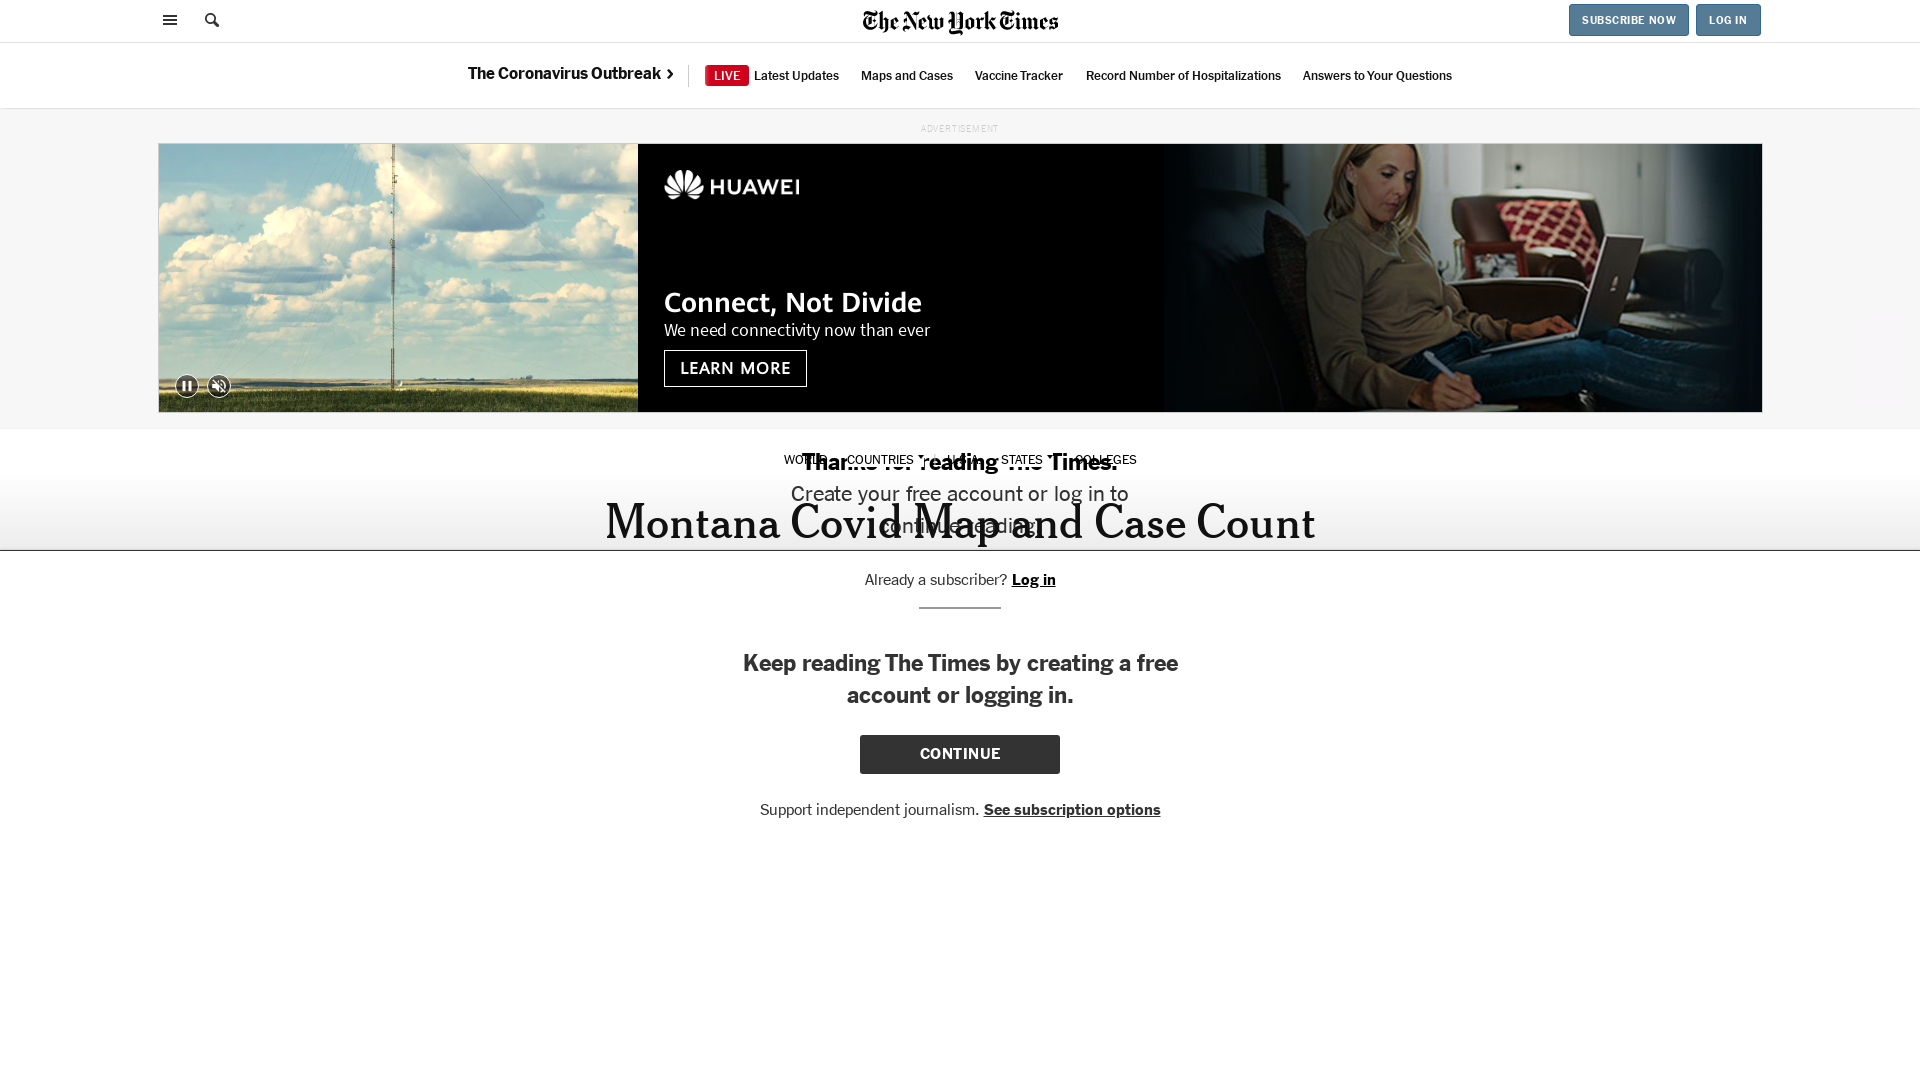 The New York Times
SUBSCRIBE NOW
LOG IN
The Coronavirus Outbreak
LIVE Latest Updates
Maps and Cases
Vaccine Tracker
Record Number of Hospitalizations
Answers to Your Questions
ADVERTISEMENT
HUAWEI
Connect, Not Divide
We need connectivity now than ever
LEARN MORE
WORLD COUNTRIES U.S.A. STATES COLLEGES
Thanks for reading The Times.
Create your free account or log in to
continue reading.
Montana Covid Map and Case Count
Already a subscriber? Log in
Keep reading The Times by creating a free
account or logging in.
CONTINUE
Support independent journalism. See subscription options